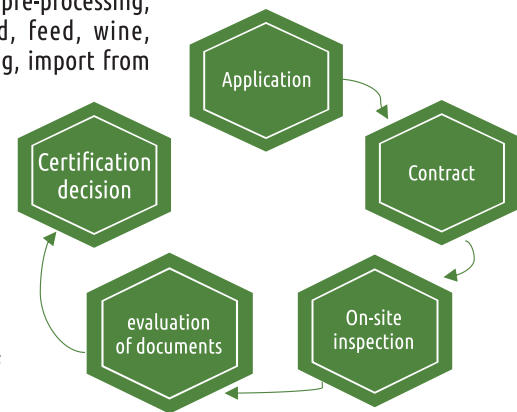 pre-processing,
feed, wine,
import from
Application
Contract
On-site
inspection
evaluation
of documents
Certification
decision